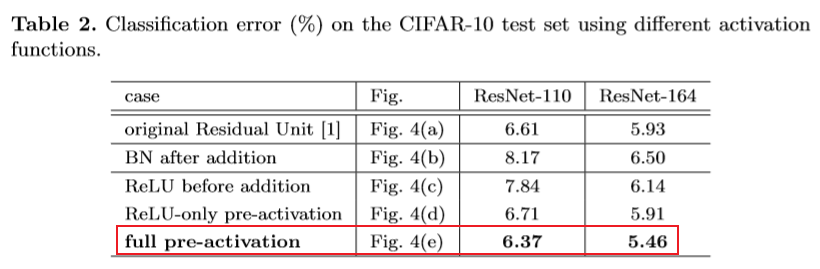 Table 2. Classification error (%) on the CIFAR-10 test set using different activation
functions.
case Fig. ResNet-110 ResNet-164
original Residual Unit [1] Fig. 4(a) 6.61 5.93
BN after addition Fig. 4(b) 8.17 6.50
ReLU before addition Fig. 4(c) 7.84 6.14
ReLU-only pre-activation Fig. 4(d) 6.71 5.91
full pre-activation Fig. 4(e) 6.37 5.46